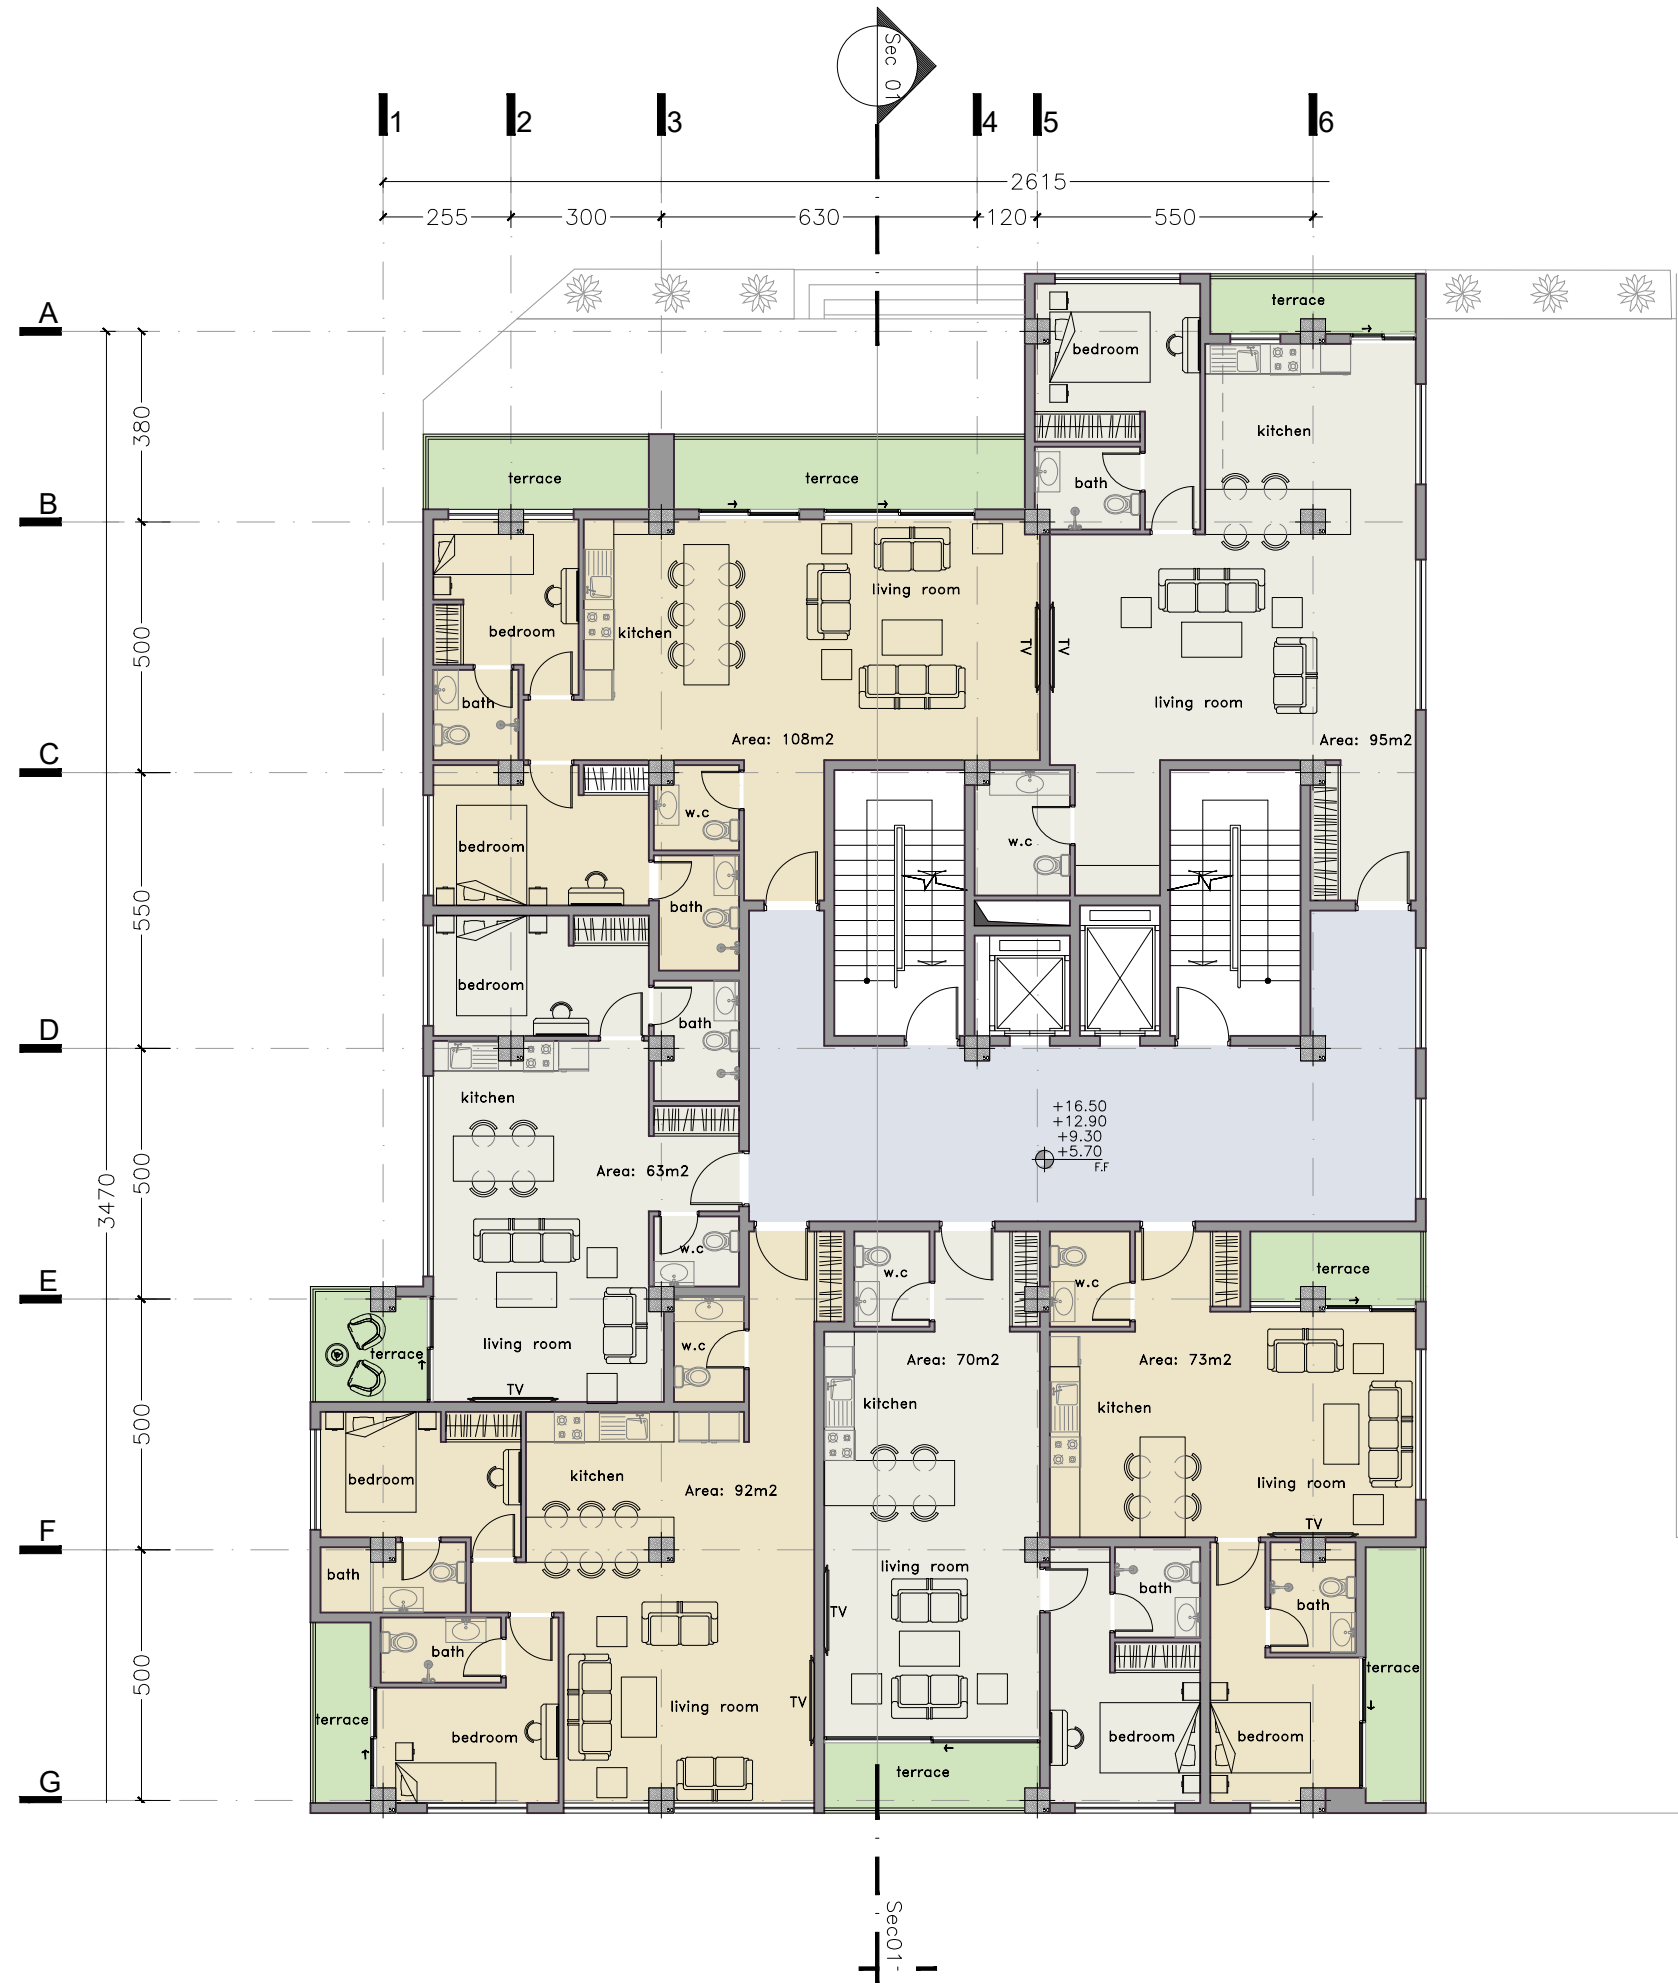 Sec 01
1 2 3 4 5 6
2615
255 300 630 120 550
A
terrace
bedroom
380
kitchen
terrace
terrace
bath
B
living room
500
bedroom
kitchen
TV
TV
bath
living room
Area: 108m2
Area: 95m2
C
w.c
w.c
bedroom
550
bath
bedroom
bath
D
kitchen
+16.50
+12.90
+9.30
+5.70
F.F
Area: 63m2
500
3470
w.c
w.c
w.c
terrace
E
living room
w.c
terrace
Area: 70m2
Area: 73m2
TV
kitchen
kitchen
500
bedroom
kitchen
Area: 92m2
living room
TV
F
bath
living room
bath
bath
TV
bath
500
terrace
living room
TV
terrace
bedroom
bedroom
bedroom
terrace
G
Sec01-